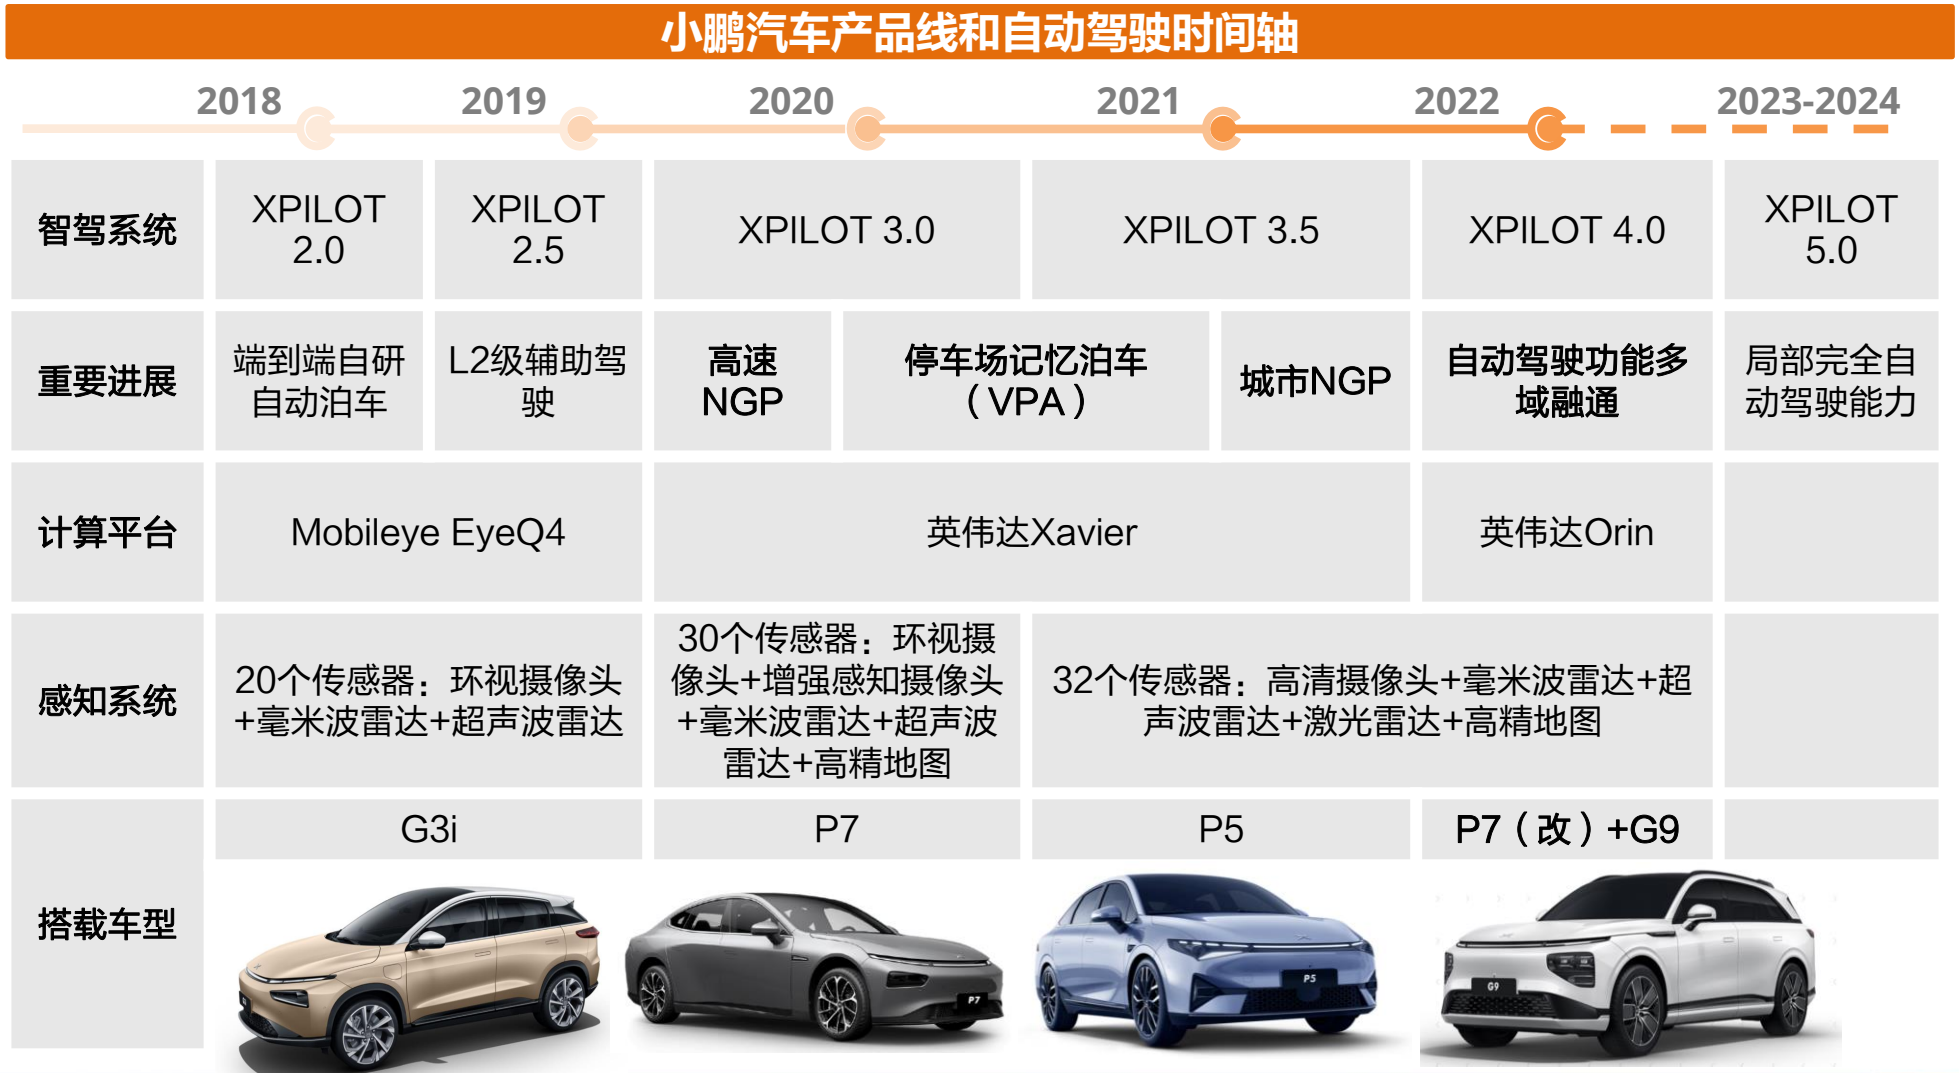 小鹏汽车产品线和自动驾驶时间轴
2018
2019
2020
2021
2022
2023-2024
智驾系统
XPILOT
2.0
XPILOT
2.5
XPILOT 3.0
XPILOT 3.5
XPILOT 4.0
XPILOT
5.0
重要进展
端到端自研
自动泊车
L2级辅助驾
驶
高速
NGP
停车场记忆泊车
（VPA）
城市NGP
自动驾驶功能多
域融通
局部完全自
动驾驶能力
计算平台
Mobileye EyeQ4
英伟达Xavier
英伟达Orin
感知系统
20个传感器：环视摄像头
+毫米波雷达+超声波雷达
30个传感器：环视摄
像头+增强感知摄像头
+毫米波雷达+超声波
雷达+高精地图
32个传感器：高清摄像头+毫米波雷达+超
声波雷达+激光雷达+高精地图
搭载车型
G3i
P7
P5
P7（改）+G9
P7
P5
G9